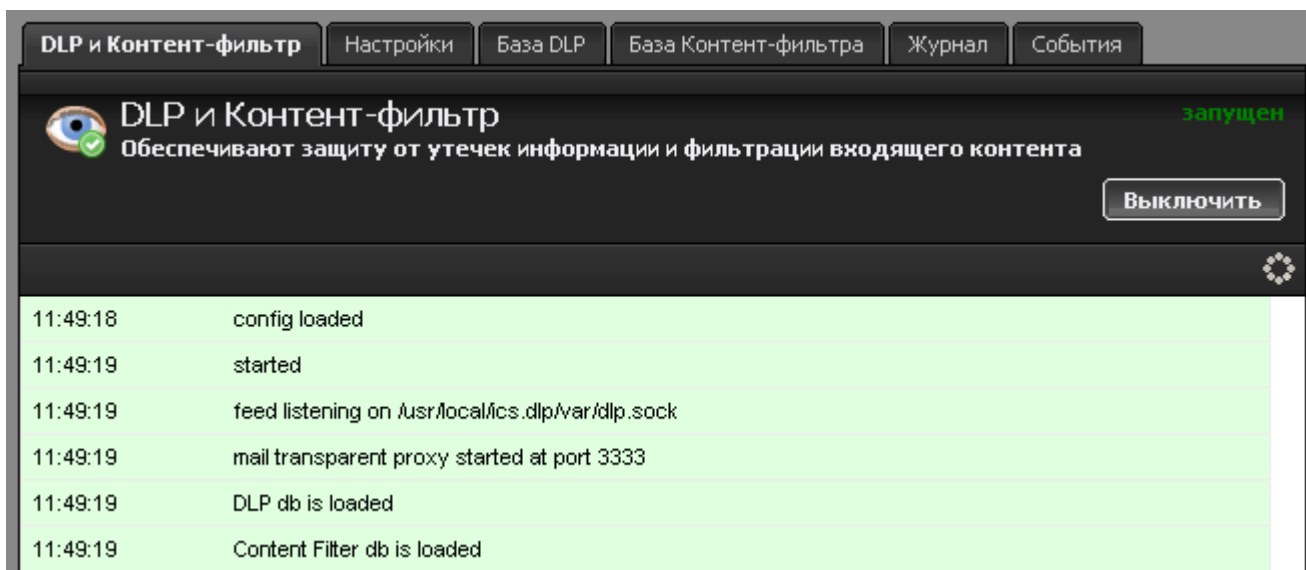 DLP и Контент-фильтр Настройки База DLP База Контент-фильтра Журнал События
DLP и Контент-фильтр запущен
Обеспечивают защиту от утечек информации и фильтрации входящего контента
Выключить
11:49:18 config loaded
11:49:19 started
11:49:19 feed listening on /usr/local/ics.dlp/var/dlp.sock
11:49:19 mail transparent proxy started at port 3333
11:49:19 DLP db is loaded
11:49:19 Content Filter db is loaded